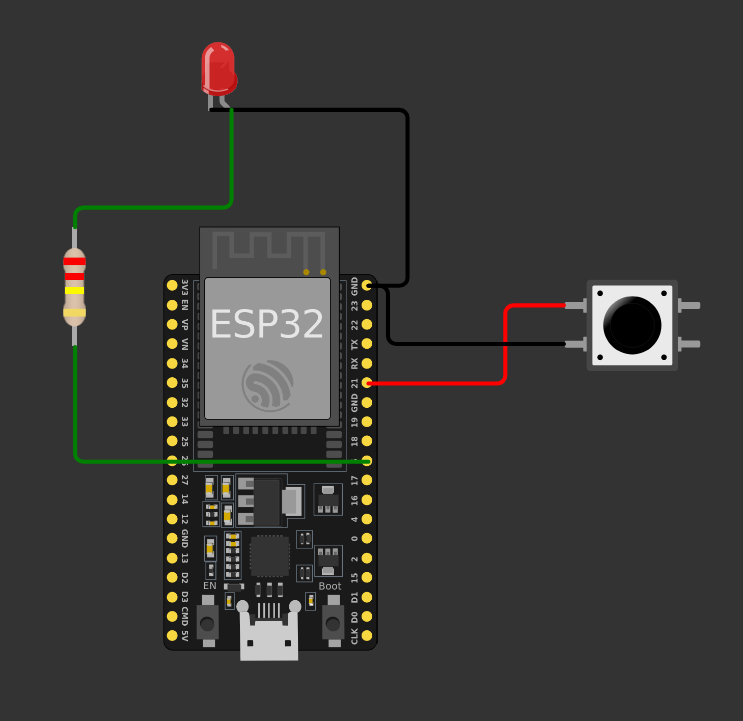 ESP32
3V3
EN
VP
VN
34
35
32
33
25
27
14
12
GND
13
D2
D3
CMD
5V
GND
23
22
TX
RX
21
GND
19
18
17
16
4
0
2
15
D1
D0
CLK
EN
Boot